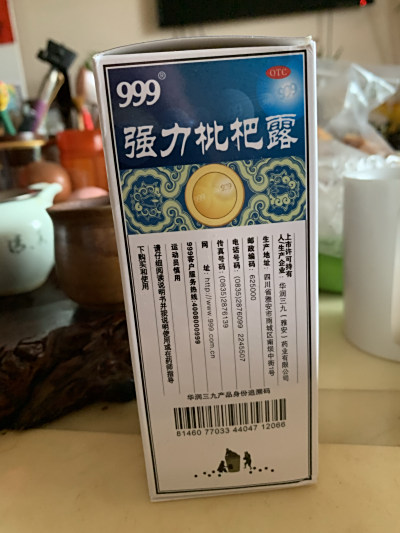 999®
OTC
强力枇杷露
上市许可持有
人/生产企业：华润三九（雅安）药业有限公司
生产地址：四川省雅安市雨城区南坝中街7号
邮政编码：625000
电话号码：(0835)2876099 2245507
传真号码：(0835)2876139
网 址：http://www.999.com.cn
999客户服务热线：4008000999
运动员慎用
请仔细阅读说明书并按说明使用或在药师指导
下购买和使用
华润三九产品身份追溯码
81460 77033 44047 12066